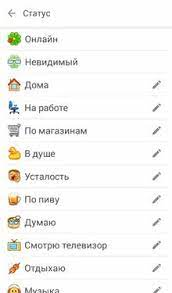 Статус
Онлайн
Невидимый
Дома
На работе
По магазинам
В душе
Усталость
По пиву
Думаю
Смотрю телевизор
Отдыхаю
Музыка